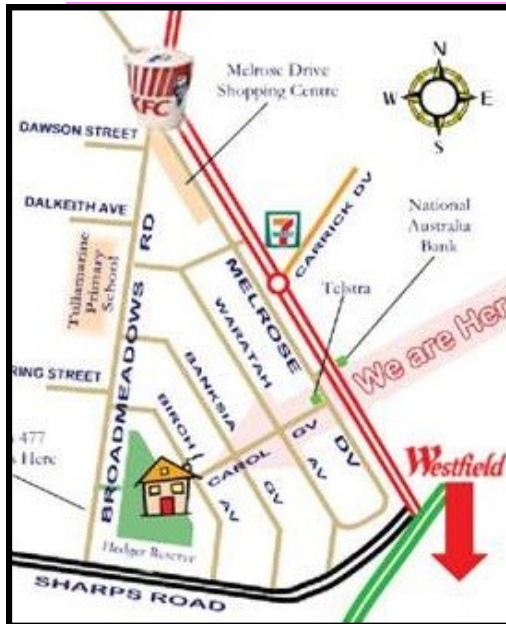 N
W E
S
KFC
Melrose Drive
Shopping Centre
DAWSON STREET
DALKEITH AVE
Tullamarine
Primary
School
BROADMEADOWS RD
7
CARRICK DV
National
Australia
Bank
Telstra
MELROSE DV
WARATAH AV
BANKSIA GV
BIRCH AV
CAROL GV
RING STREET
We are Her
477
s Here
Hedger Reserve
Westfield
SHARPS ROAD